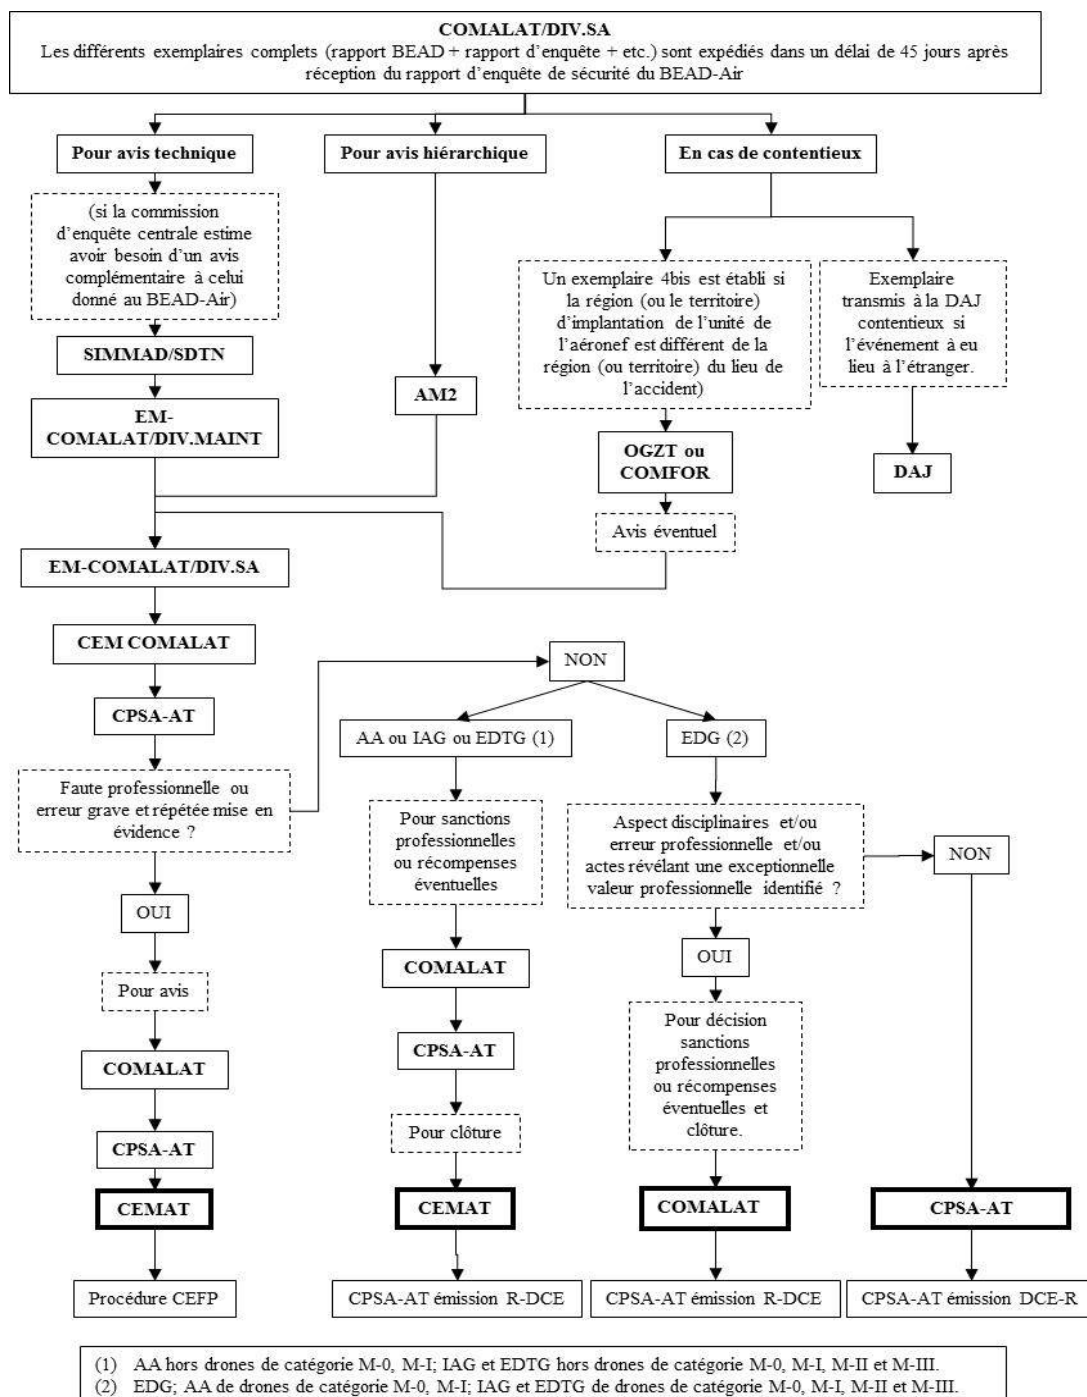 COMALAT/DIV.SA
Les différents exemplaires complets (rapport BEAD + rapport d'enquête + etc.) sont expédiés dans un délai de 45 jours après
réception du rapport d'enquête de sécurité du BEAD-Air
Pour avis technique
Pour avis hiérarchique
En cas de contentieux
(si la commission
d'enquête centrale estime
avoir besoin d'un avis
complémentaire à celui
donné au BEAD-Air)
Un exemplaire 4bis est établi si
la région (ou le territoire)
d'implantation de l'unité de
l'aéronef est différent de la
région (ou territoire) du lieu de
l'accident)
Exemplaire
transmis à la DAJ
contentieux si
l'événement à eu
lieu à l'étranger.
SIMMAD/SDTN
AM2
EM-
COMALAT/DIV.MAINT
OGZT ou
COMFOR
DAJ
Avis éventuel
EM-COMALAT/DIV.SA
CEM COMALAT
NON
CPSA-AT
AA ou IAG ou EDTG (1)
EDG (2)
Faute professionnelle ou
erreur grave et répétée mise en
évidence ?
Pour sanctions
professionnelles
ou récompenses
éventuelles
Aspect disciplinaires et/ou
erreur professionnelle et/ou
actes révélant une exceptionnelle
valeur professionnelle identifié ?
NON
OUI
OUI
COMALAT
Pour avis
Pour décision
sanctions
professionnelles
ou récompenses
éventuelles et
clôture.
CPSA-AT
COMALAT
Pour clôture
CPSA-AT
CEMAT
CEMAT
COMALAT
CPSA-AT
Procédure CEFP
CPSA-AT émission R-DCE
CPSA-AT émission R-DCE
CPSA-AT émission DCE-R
(1) AA hors drones de catégorie M-0, M-I; IAG et EDTG hors drones de catégorie M-0, M-I, M-II et M-III.
(2) EDG; AA de drones de catégorie M-0, M-I; IAG et EDTG de drones de catégorie M-0, M-I, M-II et M-III.